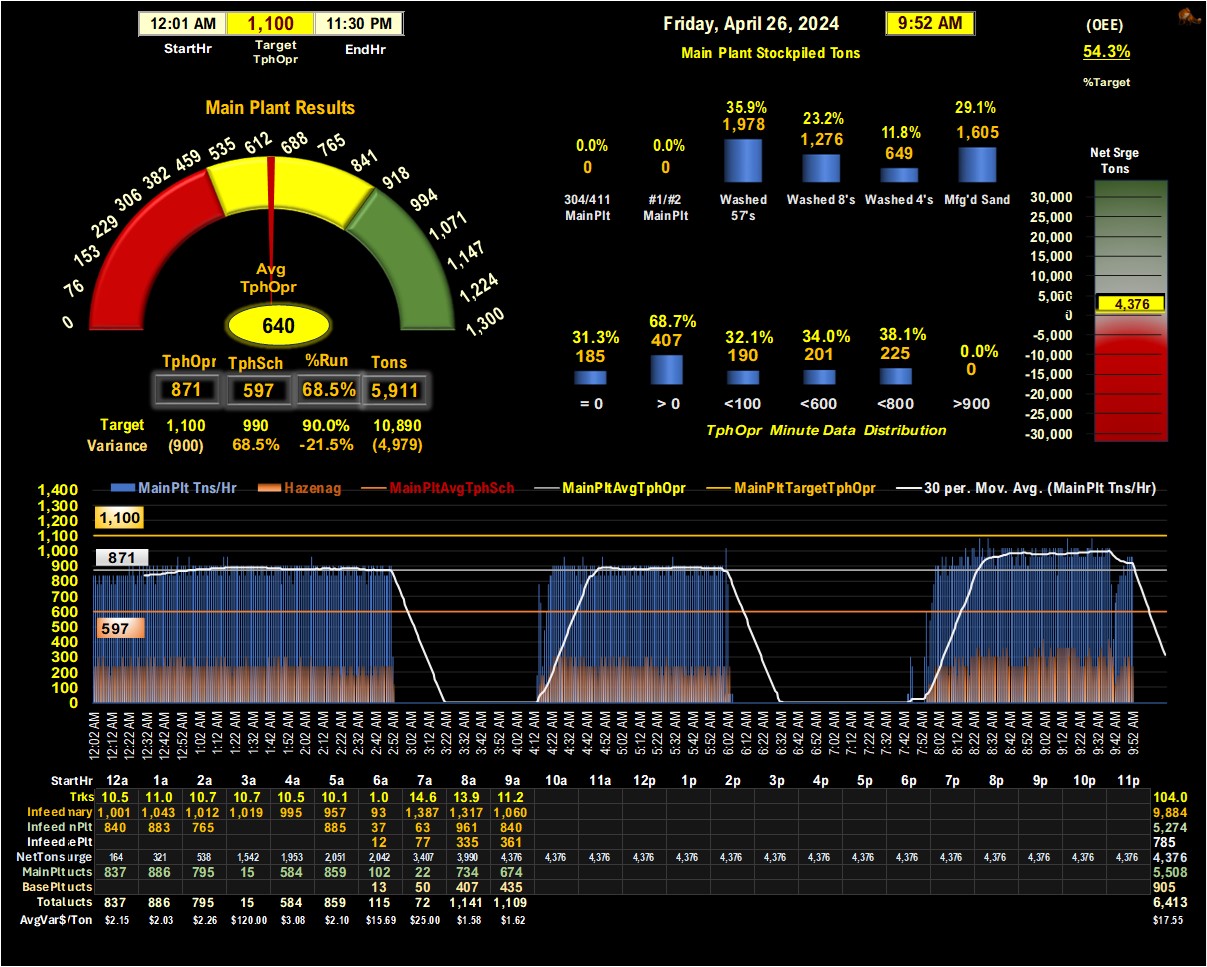 12:01 AM 1,100 11:30 PM
StartHr Target TphOpr EndHr
Friday, April 26, 2024 9:52 AM
Main Plant Stockpiled Tons
(OEE)
54.3%
%Target
Main Plant Results
0 76 153 229 306 382 459 535 612 688 765 841 918 994 1,071 1,147 1,224 1,300
Avg
TphOpr
640
TphOpr TphSch %Run Tons
871 597 68.5% 5,911
Target 1,100 990 90.0% 10,890
Variance (900) 68.5% -21.5% (4,979)
0.0% 0.0% 35.9% 23.2% 11.8% 29.1%
0 0 1,978 1,276 649 1,605
304/411 MainPlt #1/#2 MainPlt Washed 57's Washed 8's Washed 4's Mfg'd Sand
31.3% 68.7% 32.1% 34.0% 38.1% 0.0%
185 407 190 201 225 0
= 0 > 0 <100 <600 <800 >900
TphOpr Minute Data Distribution
Net Srge
Tons
30,000
25,000
20,000
15,000
10,000
5,000
4,376
0
-5,000
-10,000
-15,000
-20,000
-25,000
-30,000
MainPlt Tns/Hr Hazenag MainPltAvgTphSch MainPltAvgTphOpr MainPltTargetTphOpr 30 per. Mov. Avg. (MainPlt Tns/Hr)
1,400
1,300
1,200
1,100
1,000
900
800
700
600
500
400
300
200
100
0
1,100
871
597
12:02 AM 12:12 AM 12:22 AM 12:32 AM 12:42 AM 12:52 AM 1:02 AM 1:12 AM 1:22 AM 1:32 AM 1:42 AM 1:52 AM 2:02 AM 2:12 AM 2:22 AM 2:32 AM 2:42 AM 2:52 AM 3:02 AM 3:12 AM 3:22 AM 3:32 AM 3:42 AM 3:52 AM 4:02 AM 4:12 AM 4:22 AM 4:32 AM 4:42 AM 4:52 AM 5:02 AM 5:12 AM 5:22 AM 5:32 AM 5:42 AM 5:52 AM 6:02 AM 6:12 AM 6:22 AM 6:32 AM 6:42 AM 6:52 AM 7:02 AM 7:12 AM 7:22 AM 7:32 AM 7:42 AM 7:52 AM 8:02 AM 8:12 AM 8:22 AM 8:32 AM 8:42 AM 8:52 AM 9:02 AM 9:12 AM 9:22 AM 9:32 AM 9:42 AM 9:52 AM
StartHr 12a 1a 2a 3a 4a 5a 6a 7a 8a 9a 10a 11a 12p 1p 2p 3p 4p 5p 6p 7p 8p 9p 10p 11p
Trks 10.5 11.0 10.7 10.7 10.5 10.1 1.0 14.6 13.9 11.2 104.0
Infeed mary 1,001 1,043 1,012 1,019 995 957 93 1,387 1,317 1,060 9,884
Infeed nPlt 840 883 765 885 37 63 961 840 5,274
Infeed ePlt 12 77 335 361 785
NetTons urge 164 321 538 1,542 1,953 2,051 2,042 3,407 3,990 4,376 4,376 4,376 4,376 4,376 4,376 4,376 4,376 4,376 4,376 4,376 4,376 4,376 4,376 4,376 4,376
MainPlt ucts 837 886 795 15 584 859 102 22 734 674 5,508
BasePlt ucts 13 50 407 435 905
Total ucts 837 886 795 15 584 859 115 72 1,141 1,109 6,413
AvgVar$/Ton $2.15 $2.03 $2.26 $120.00 $3.08 $2.10 $15.69 $25.00 $1.58 $1.62 $17.55